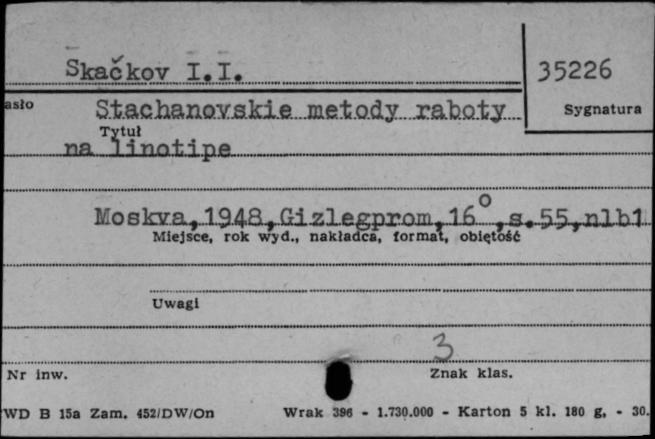 Skačkov I.I.
35226
asło
Stachanovskie metody raboty
Sygnatura
Tytuł
na linotipe
Moskva,1948,Gizlegprom,16°,s.55,nlb1
Miejsce, rok wyd., nakładca, format, obiętość
Uwagi
3
Nr inw.
Znak klas.
WD B 15a Zam. 452/DW/On
Wrak 396 - 1.730.000 - Karton 5 kl. 180 g. - 30.